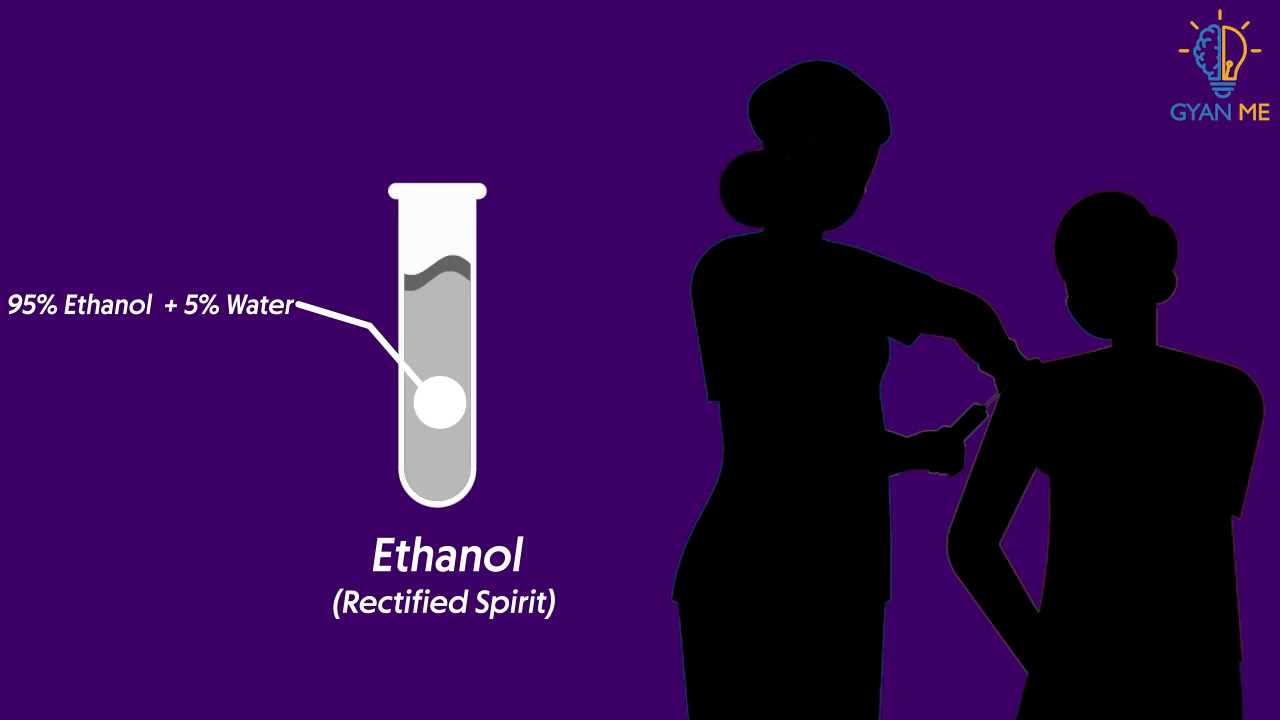 GYAN ME
95% Ethanol + 5% Water
Ethanol
(Rectified Spirit)